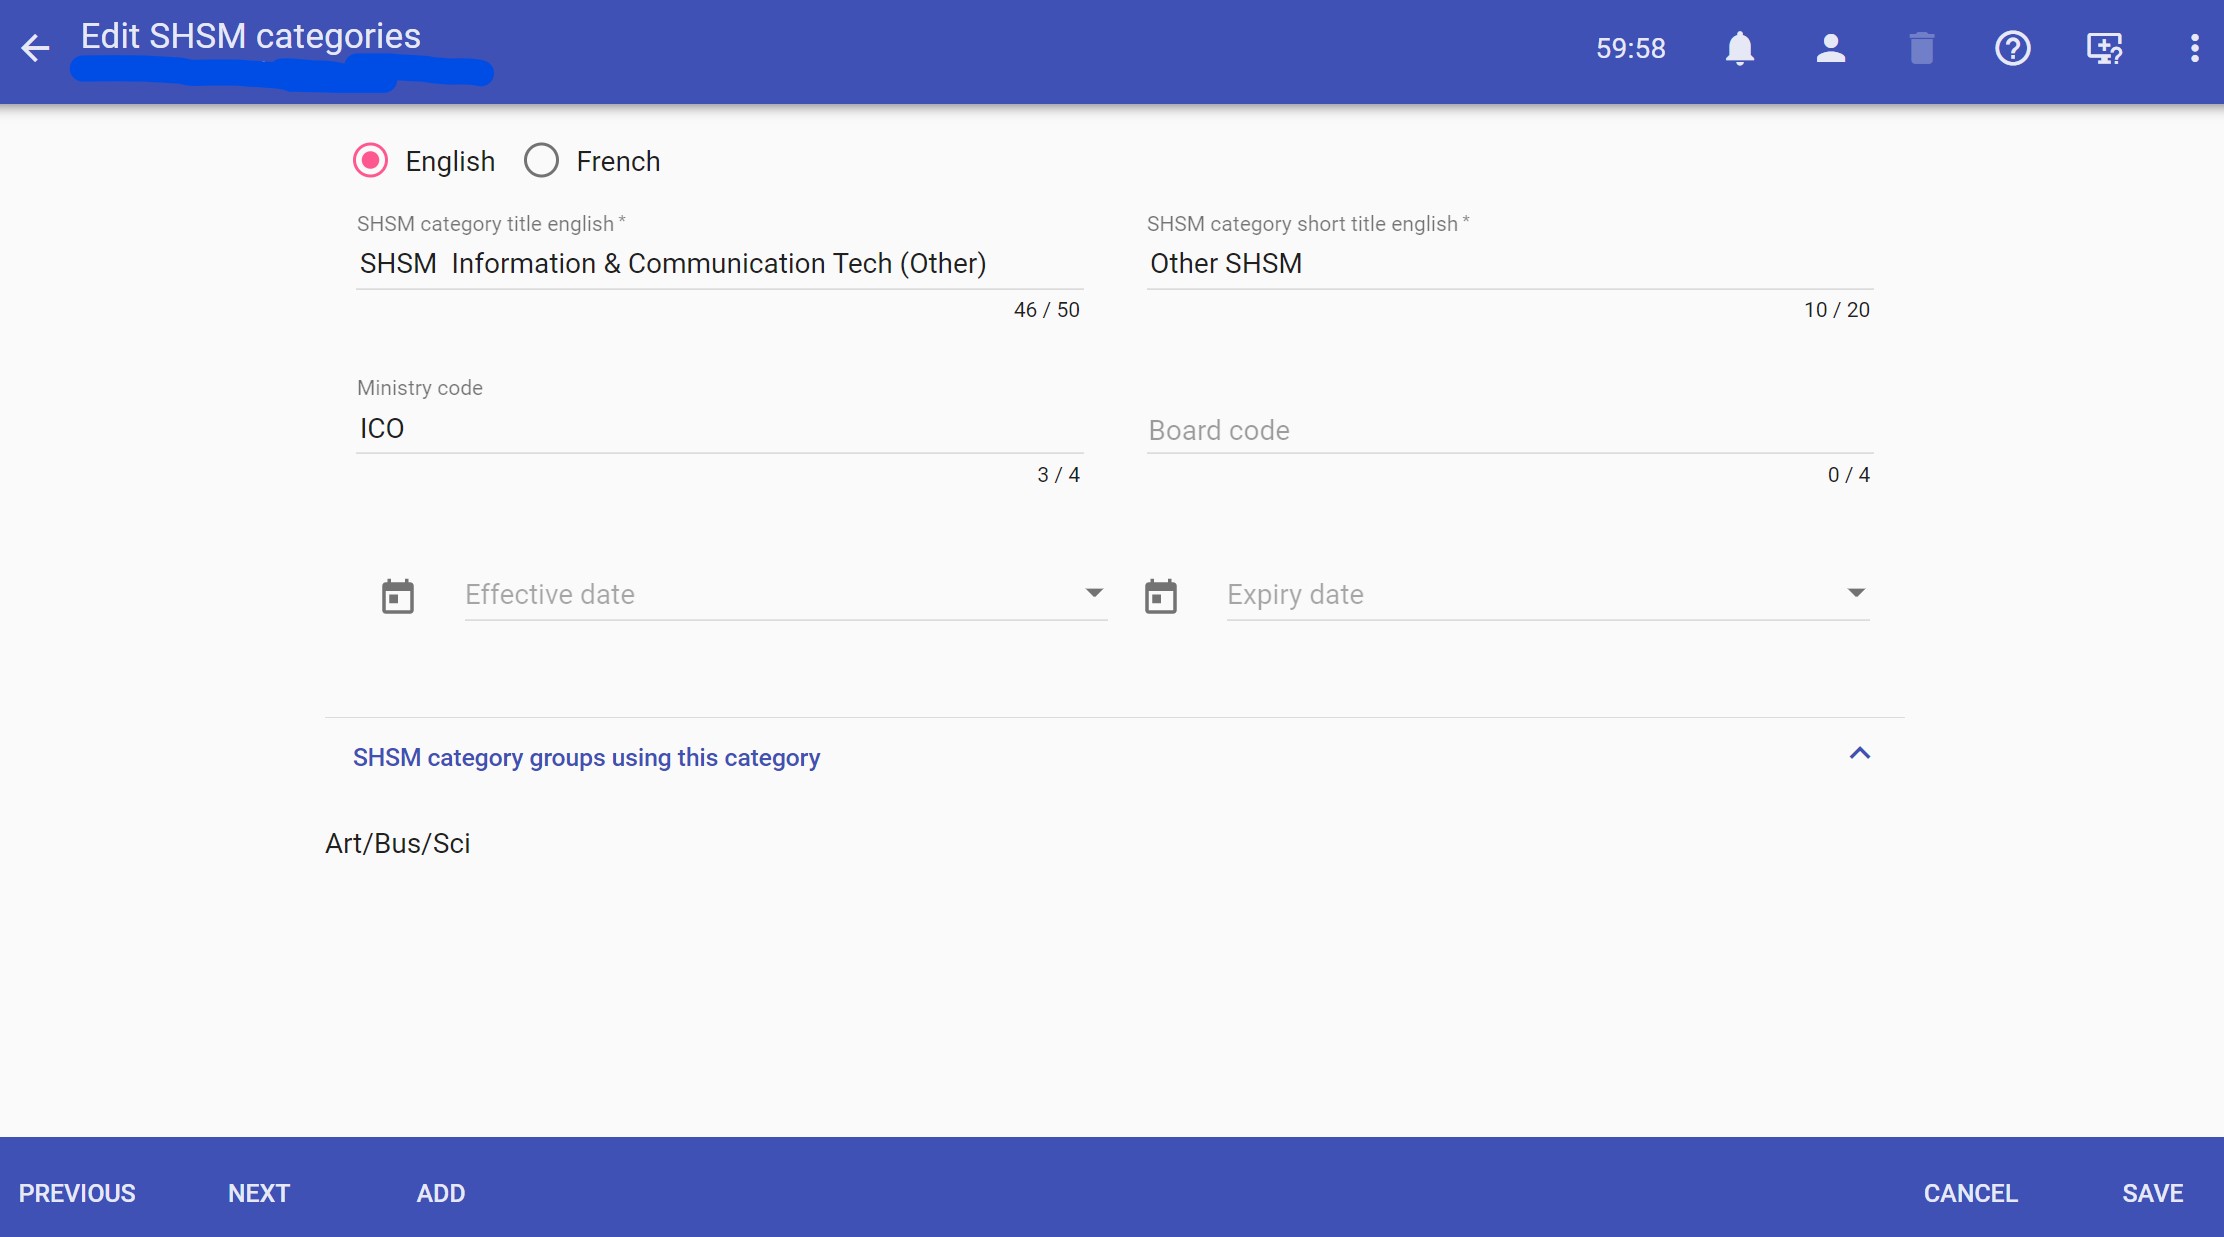 Edit SHSM categories
59:58
English French
SHSM category title english * SHSM category short title english *
SHSM  Information & Communication Tech (Other) Other SHSM
46 / 50 10 / 20
Ministry code
ICO Board code
3 / 4 0 / 4
Effective date Expiry date
SHSM category groups using this category
Art/Bus/Sci
PREVIOUS NEXT ADD CANCEL SAVE